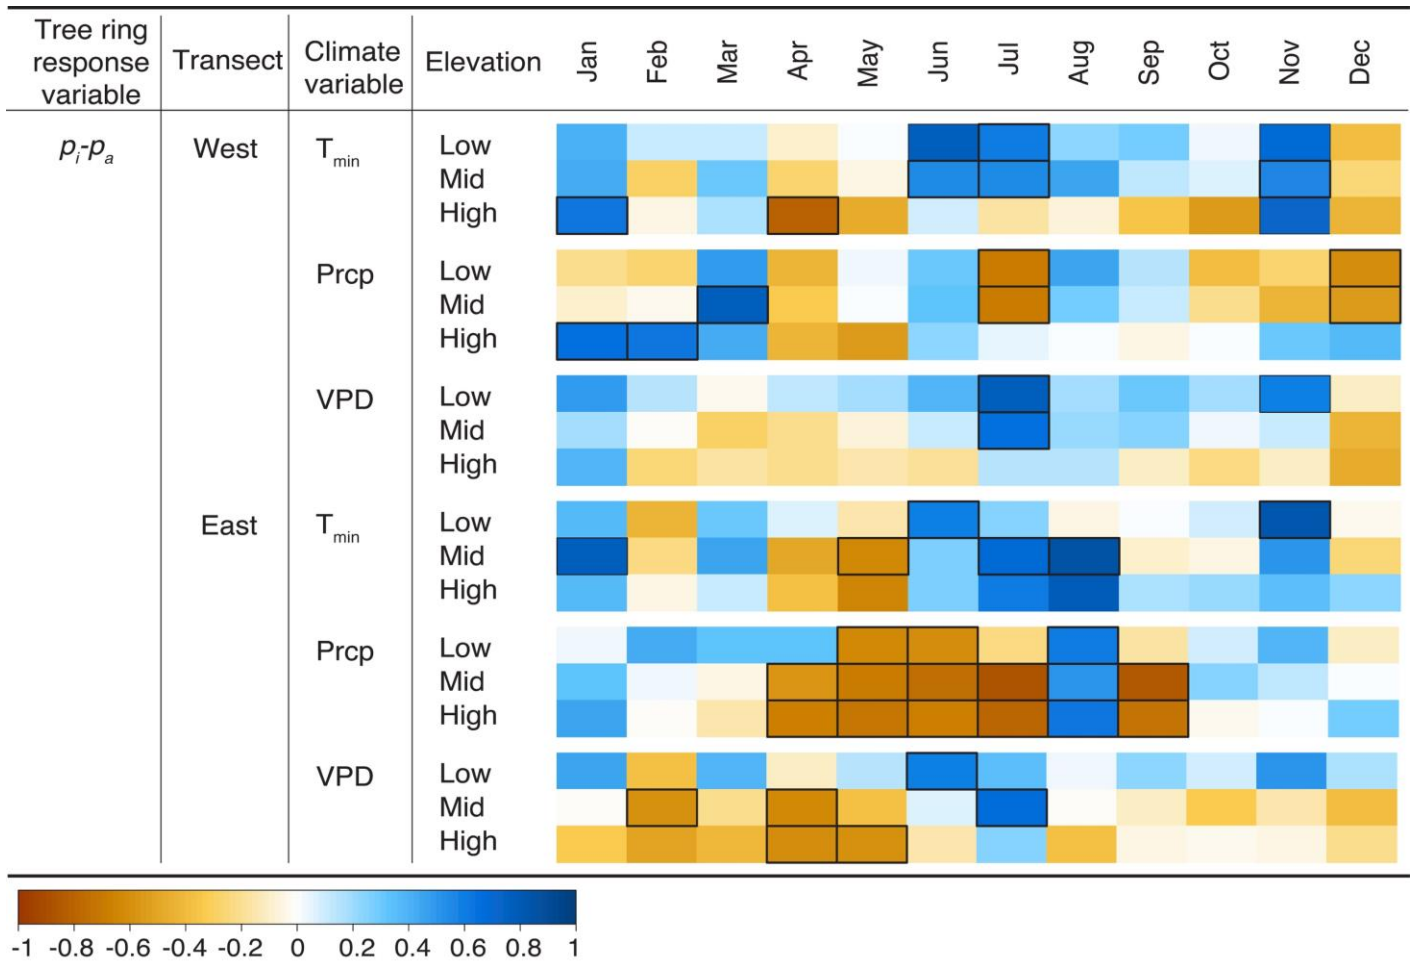 Tree ring response variable Transect Climate variable Elevation Jan Feb Mar Apr May Jun Jul Aug Sep Oct Nov Dec
pi-pa West Tmin Low
Mid
High
Prcp Low
Mid
High
VPD Low
Mid
High
East Tmin Low
Mid
High
Prcp Low
Mid
High
VPD Low
Mid
High
-1 -0.8 -0.6 -0.4 -0.2 0 0.2 0.4 0.6 0.8 1